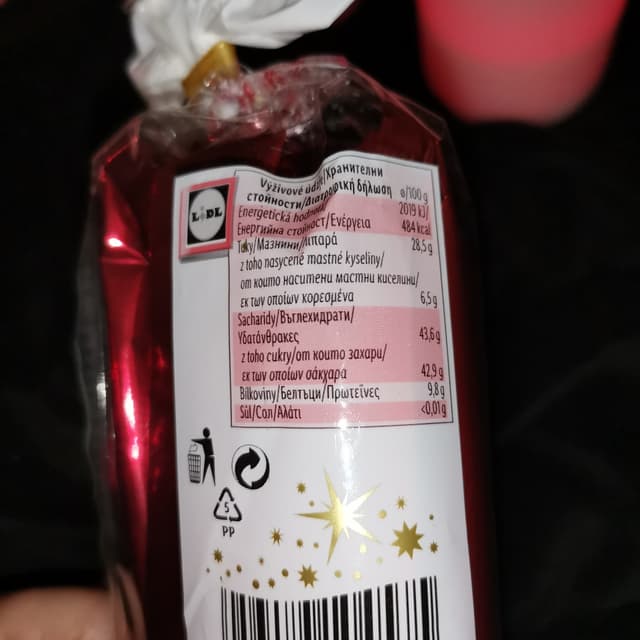 Výživové úda/Хранителни
стойности/Διατροφική δήλωση ⌀/100 g
LIDL
Energetická hodnota/ 2019 kJ/
Енергийна стойност/Ενέργεια 484 kcal
Tuky/Мазнини/Λιπαρά 28,5 g
z toho nasycené mastné kyseliny/
от които наситени мастни киселини/
εκ των οποίων κορεσμένα 6,5 g
Sacharidy/Въглехидрати/
Υδατάνθρακες 43,6 g
z toho cukry/от които захари/
εκ των οποίων σάκχαρα 42,9 g
Bílkoviny/Белтъци/Πρωτεΐνες 9,8 g
Sůl/Сол/Αλάτι <0,01 g
5
PP